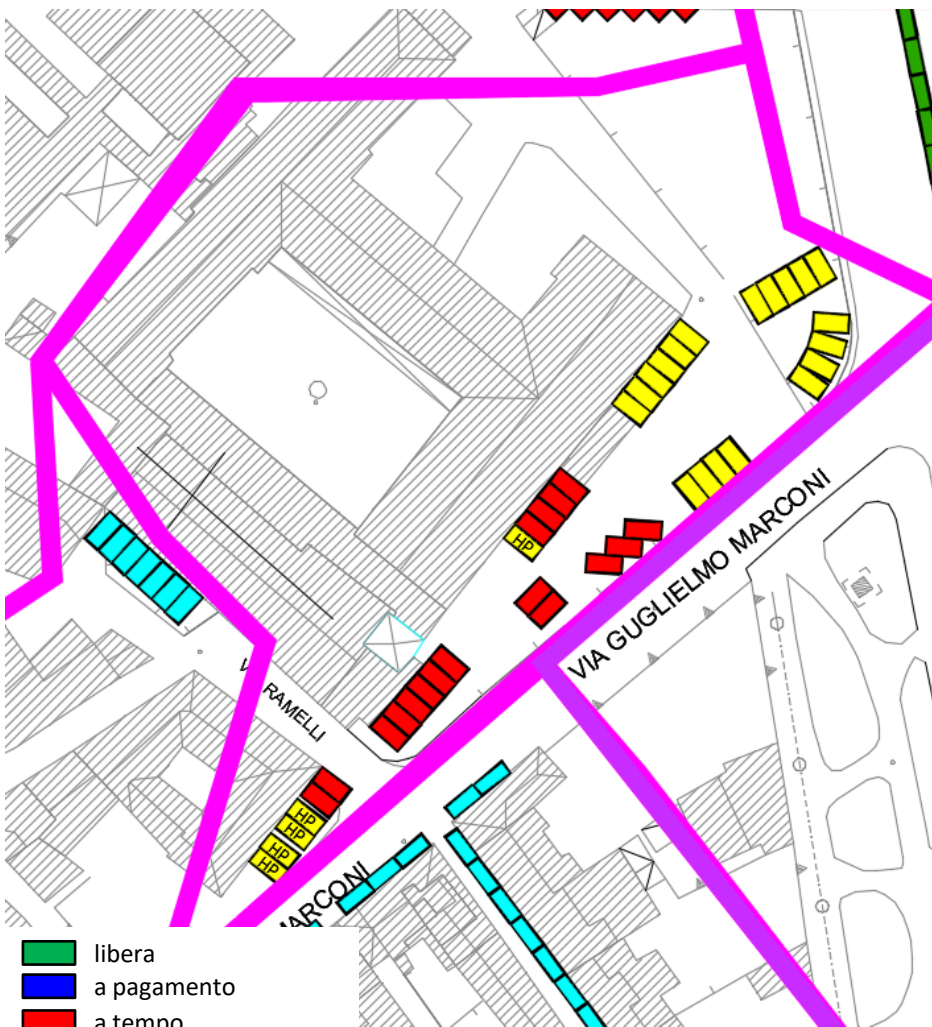 HP
VIA GUGLIELMO MARCONI
RAMELLI
HP
HP
HP
HP
MARCONI
libera
a pagamento
a tempo